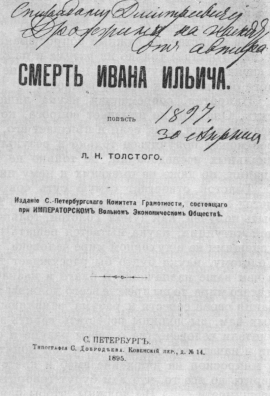 Спиридону Дмитриевичу
Дрожжину на память
от автора
СМЕРТЬ ИВАНА ИЛЬИЧА.
ПОВѢСТЬ
1897.
30 апреля
Л. Н. ТОЛСТОГО.
Изданіе С.-Петербургскаго Комитета Грамотности, состоящаго
при ИМПЕРАТОРСКОМЪ Вольномъ Экономическомъ Обществѣ.
С. ПЕТЕРБУРГЪ.
Типографія С. Добродѣева. Ковенскій пер., д. № 14.
1895.